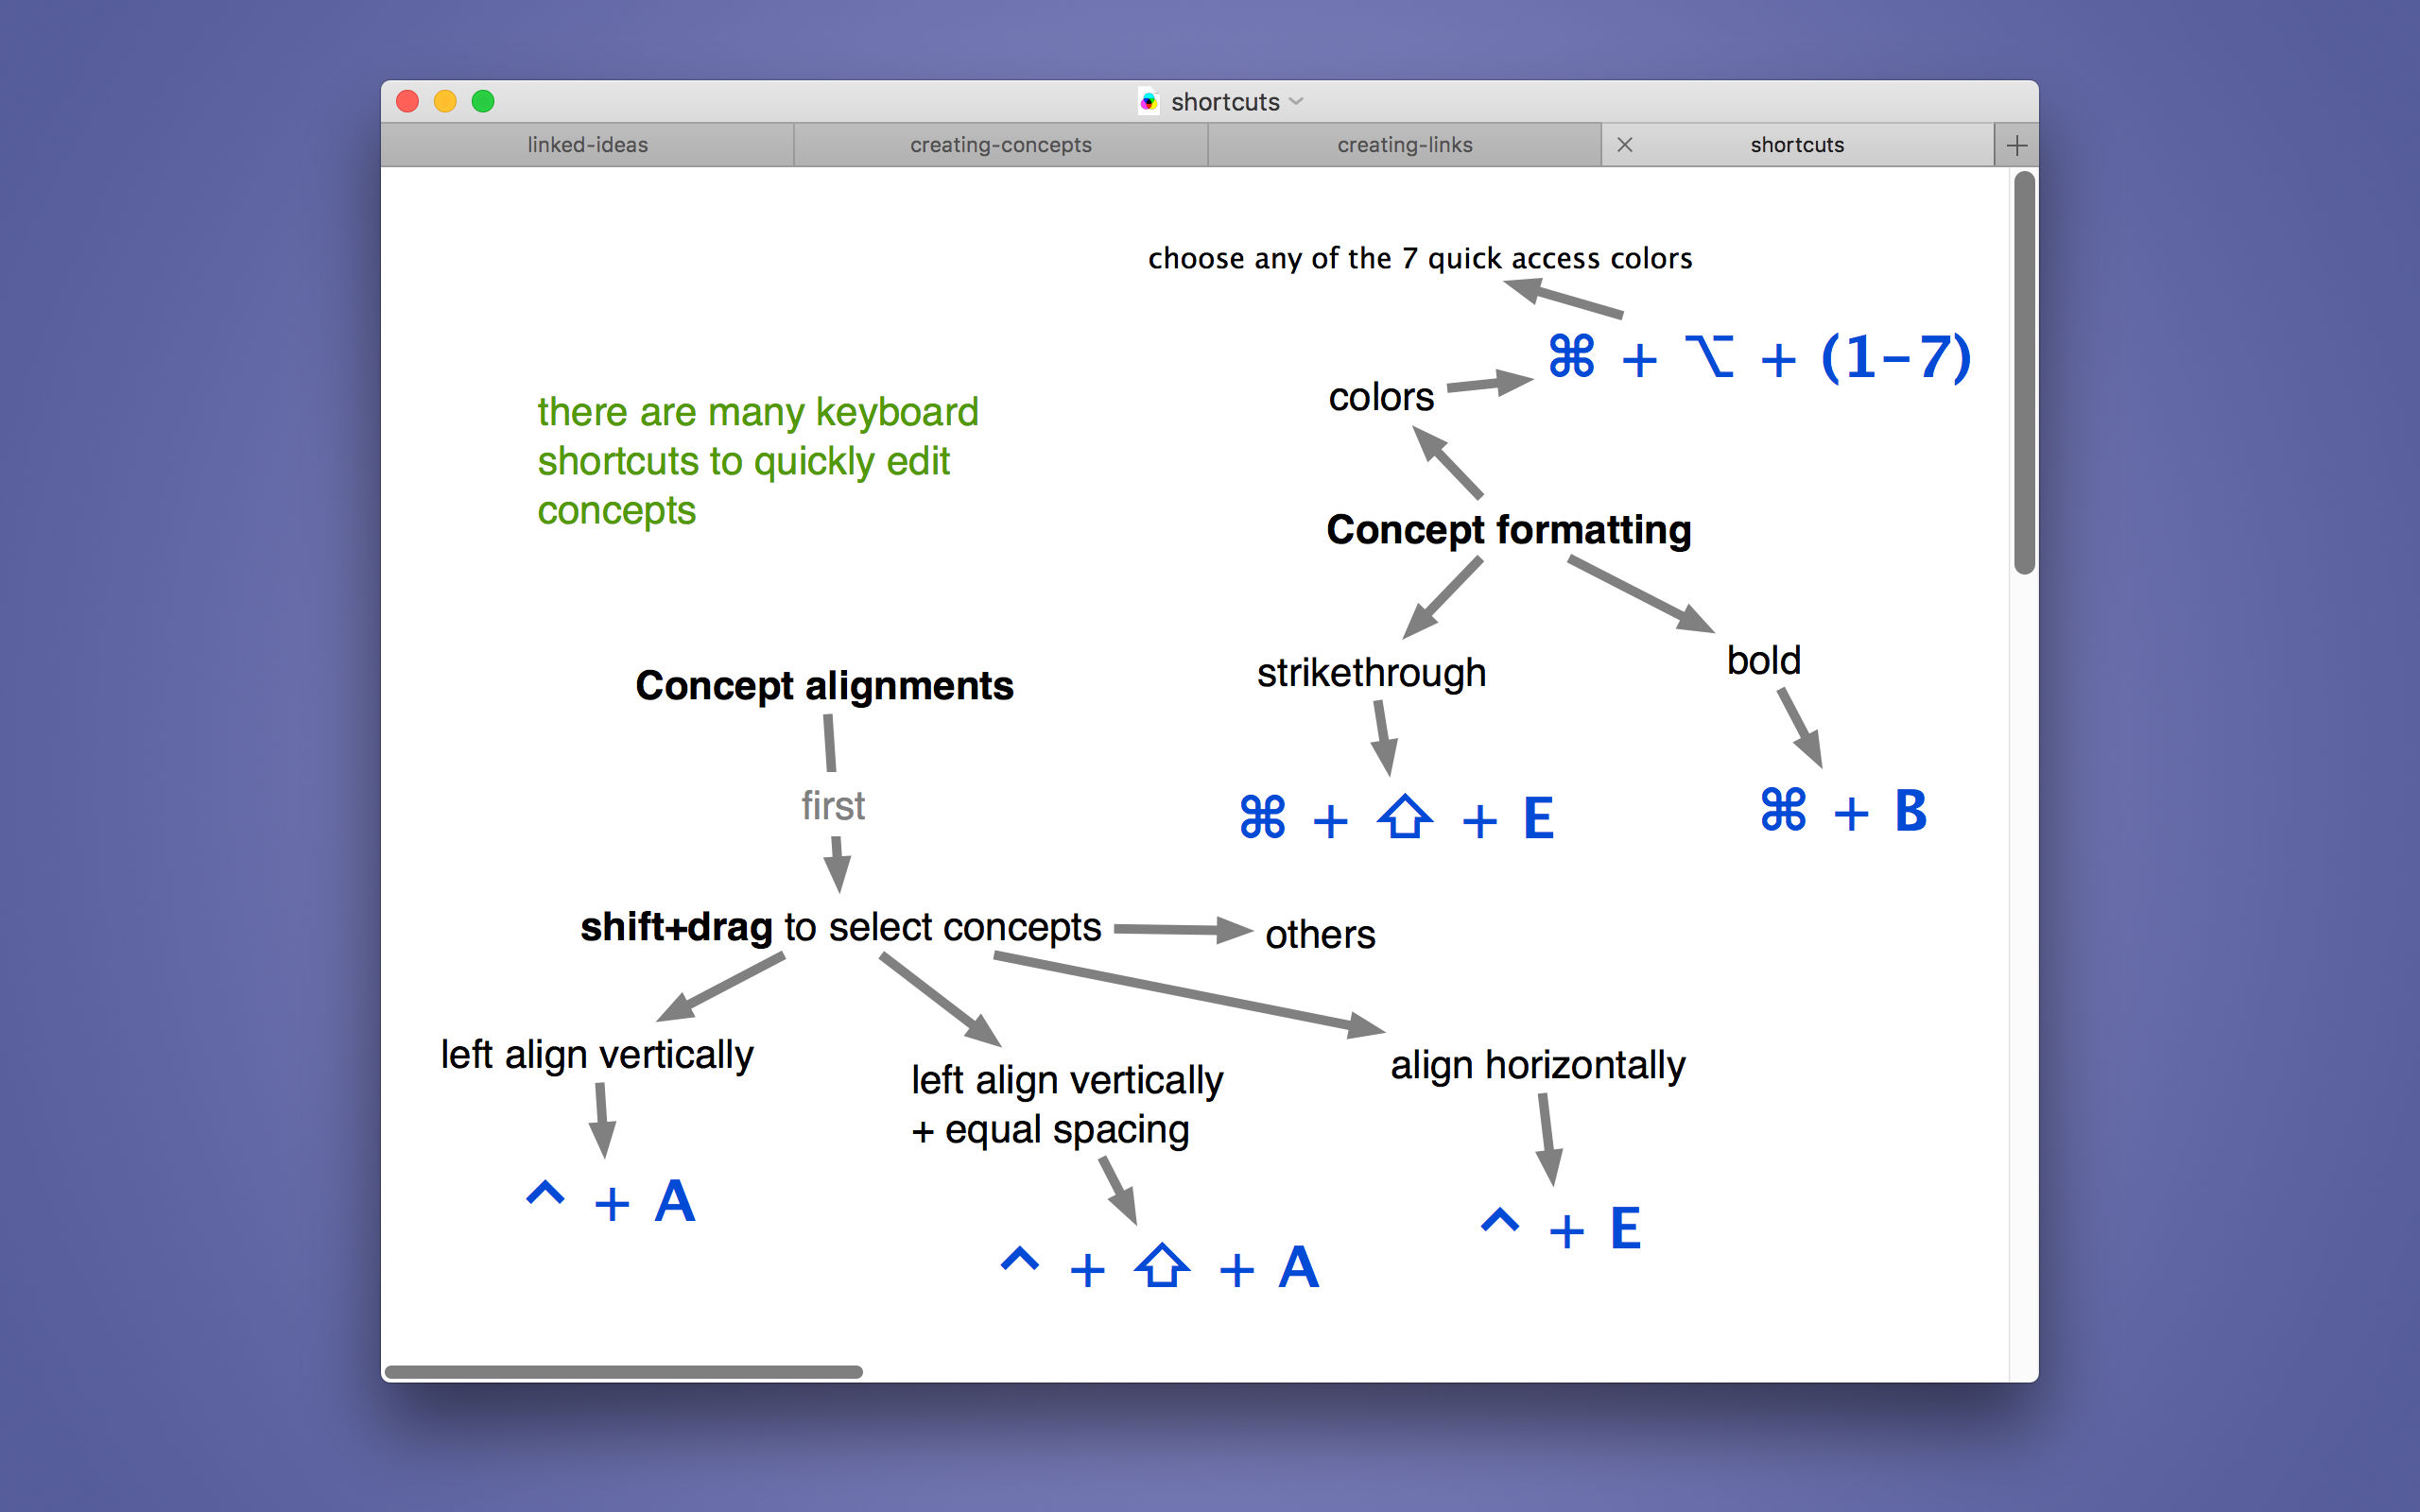 shortcuts
linked-ideas
creating-concepts
creating-links
shortcuts
choose any of the 7 quick access colors
⌘ + ⌥ + (1-7)
colors
there are many keyboard
shortcuts to quickly edit
concepts
Concept formatting
strikethrough
bold
⌘ + ⇧ + E
⌘ + B
Concept alignments
first
shift+drag to select concepts
others
left align vertically
left align vertically
+ equal spacing
align horizontally
^ + A
^ + ⇧ + A
^ + E